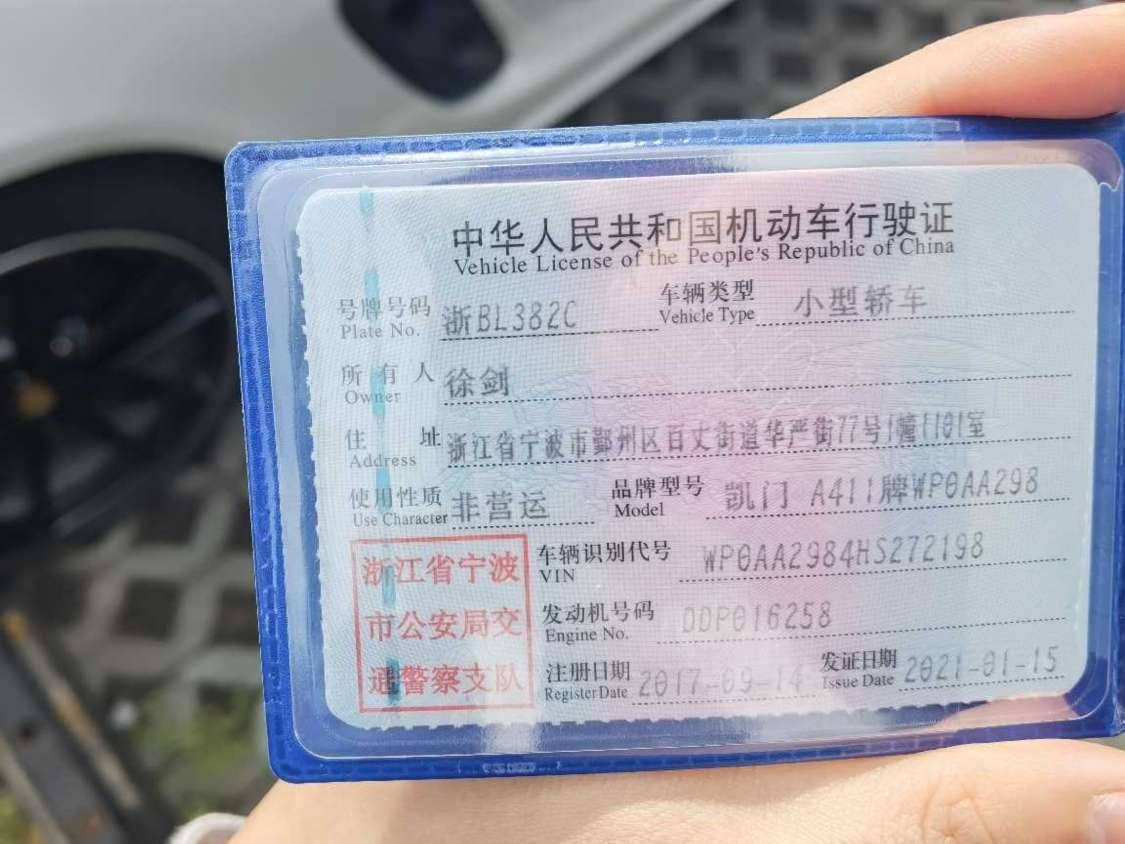 中华人民共和国机动车行驶证
Vehicle License of the People's Republic of China
号牌号码 浙BL382C 车辆类型 小型轿车
Plate No. Vehicle Type
所有人 徐剑
Owner
住址 浙江省宁波市鄞州区百丈街道华严街77号1幢1101室
Address
使用性质 非营运 品牌型号 凯门 A411牌WP0AA298
Use Character Model
浙江省宁波
市公安局交
通警察支队
车辆识别代号 WP0AA2984HS272198
VIN
发动机号码 DDP016258
Engine No.
注册日期 2017-09-14 发证日期 2021-01-15
Register Date Issue Date